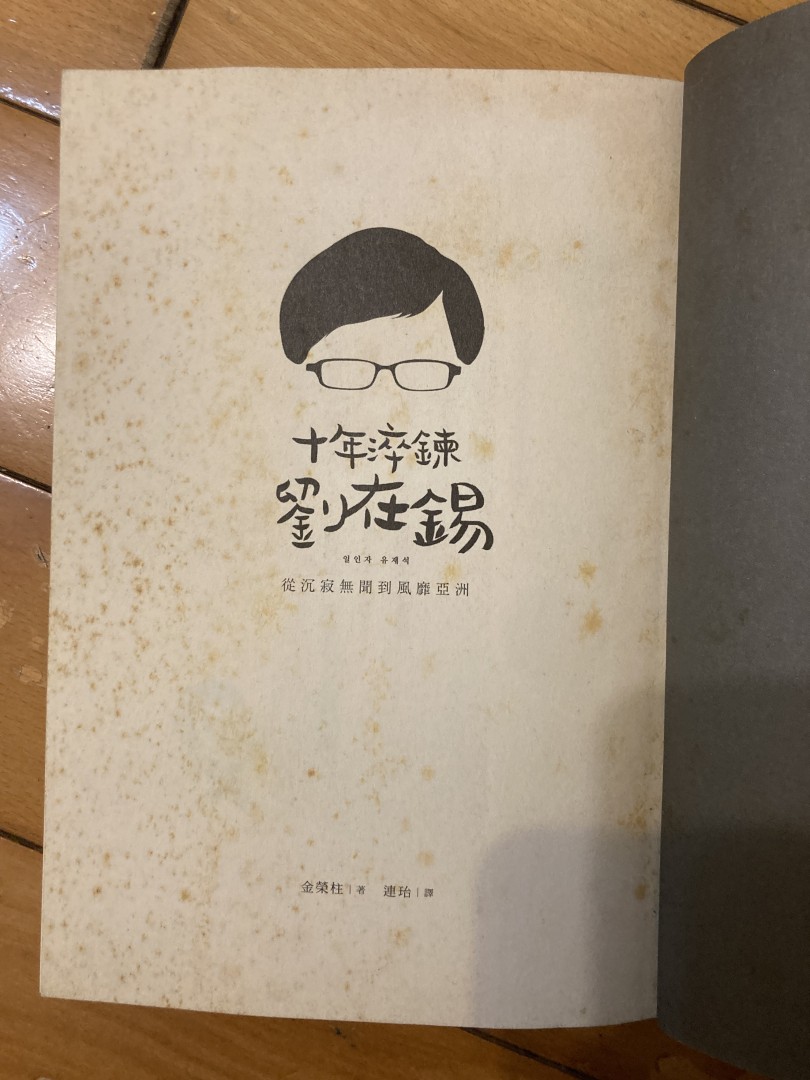 十年淬鍊
劉在錫
일인자 유재석
從沉寂無聞到風靡亞洲
金榮柱|著 連珆|譯